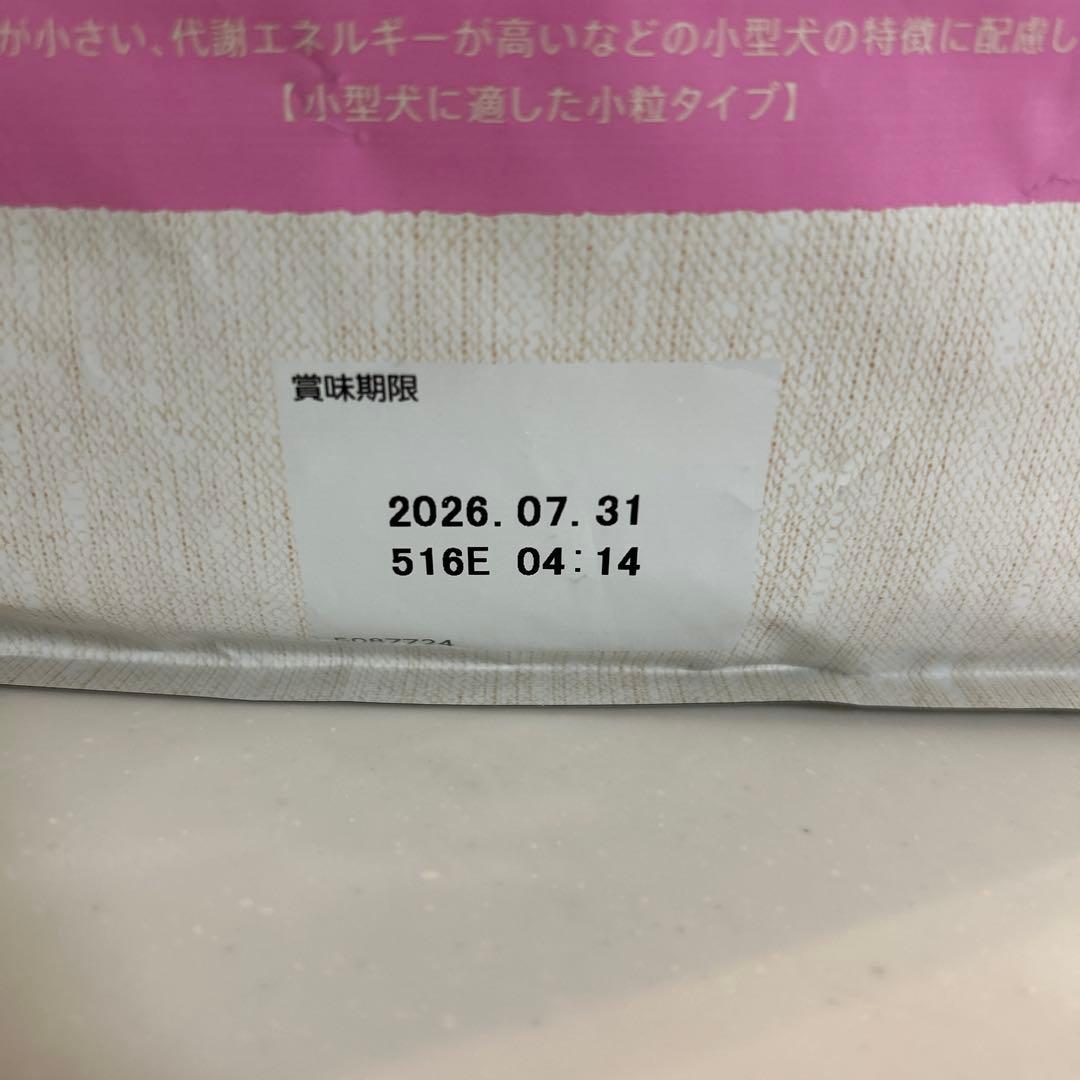 が小さい、代謝エネルギーが高いなどの小型犬の特徴に配慮し
【小型犬に適した小粒タイプ】
賞味期限
2026.07.31
516E 04:14
5087724